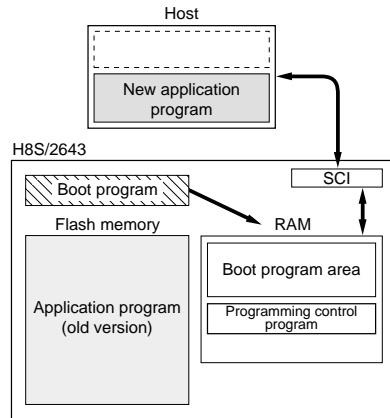 Host
New application
program
H8S/2643
Boot program
SCI
Flash memory
RAM
Application program
(old version)
Boot program area
Programming control
program